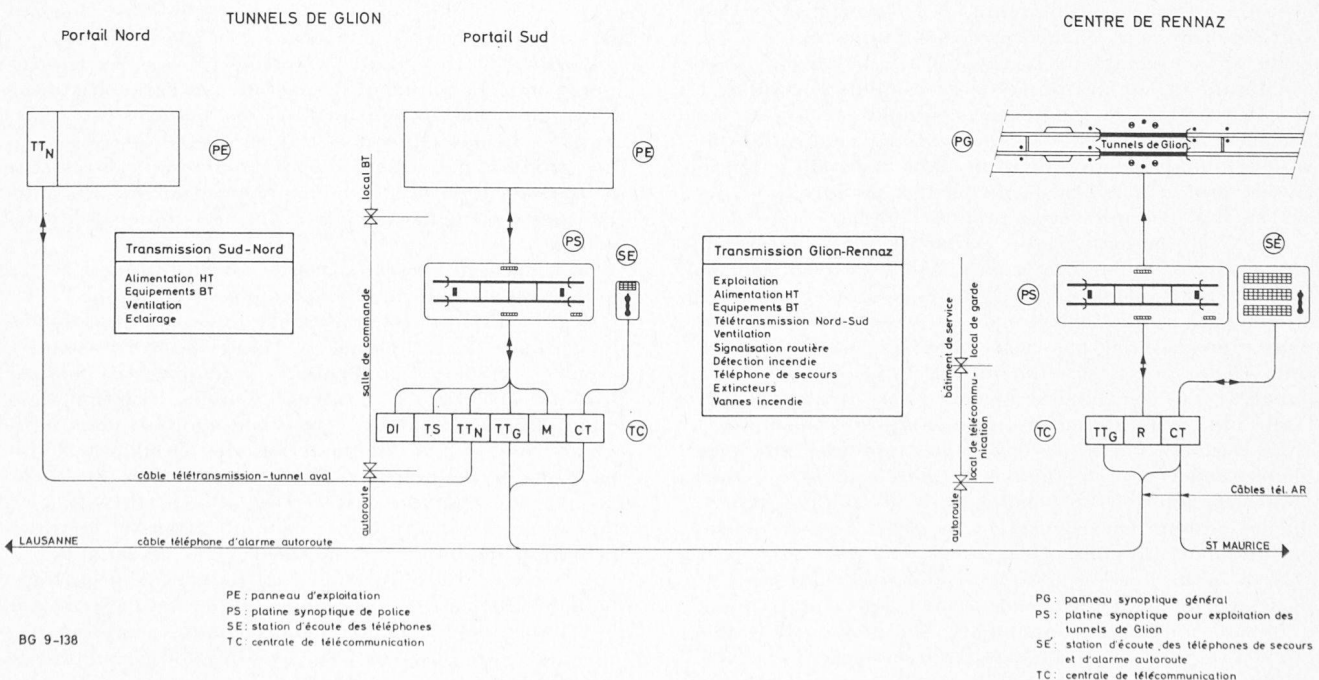 TUNNELS DE GLION
CENTRE DE RENNAZ
Portail Nord
Portail Sud
TTN
PE
PE
local BT
PG
Tunnels de Glion
Transmission Sud-Nord
Alimentation HT
Equipements BT
Ventilation
Eclairage
PS
SE
salle de commande
Transmission Glion-Rennaz
Exploitation
Alimentation HT
Equipements BT
Télétransmission Nord-Sud
Ventilation
Signalisation routière
Détection incendie
Téléphone de secours
Extincteurs
Vannes incendie
bâtiment de service
local de garde
local de télécommu-
nication
PS
SÉ
DI TS TTN TTG M CT
TC
TC
TTG R CT
câble télétransmission-tunnel aval
autoroute
autoroute
Câbles tél. AR
LAUSANNE
câble téléphone d'alarme autoroute
ST MAURICE
PE: panneau d'exploitation
PS: platine synoptique de police
SE: station d'écoute des téléphones
TC: centrale de télécommunication
BG 9-138
PG: panneau synoptique général
PS: platine synoptique pour exploitation des
tunnels de Glion
SÉ: station d'écoute des téléphones de secours
et d'alarme autoroute
TC: centrale de télécommunication